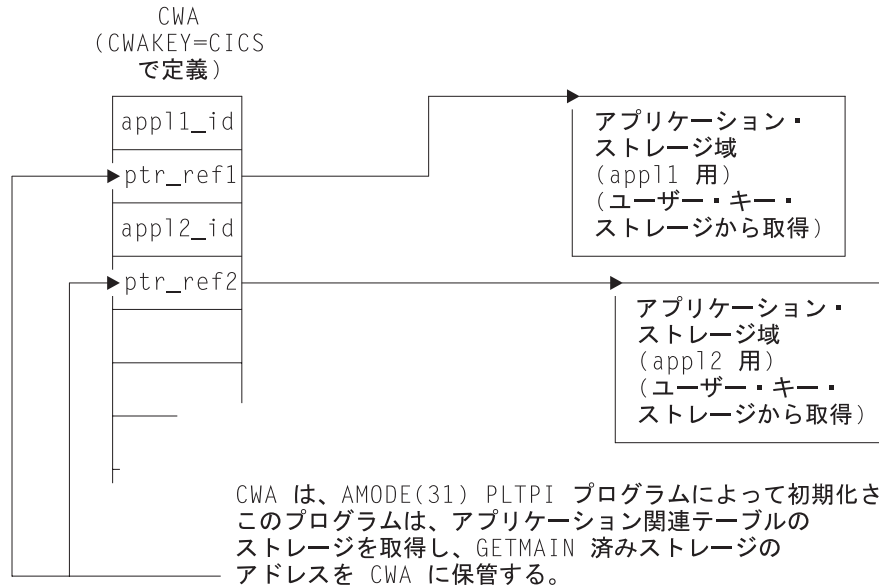 CWA
(CWAKEY=CICS
で定義)
appl1_id
ptr_ref1
appl2_id
ptr_ref2
アプリケーション・
ストレージ域
(appl1 用)
(ユーザー・キー・
ストレージから取得)
アプリケーション・
ストレージ域
(appl2 用)
(ユーザー・キー・
ストレージから取得)
CWA は、AMODE(31) PLTPI プログラムによって初期化さ
このプログラムは、アプリケーション関連テーブルの
ストレージを取得し、GETMAIN 済みストレージの
アドレスを CWA に保管する。